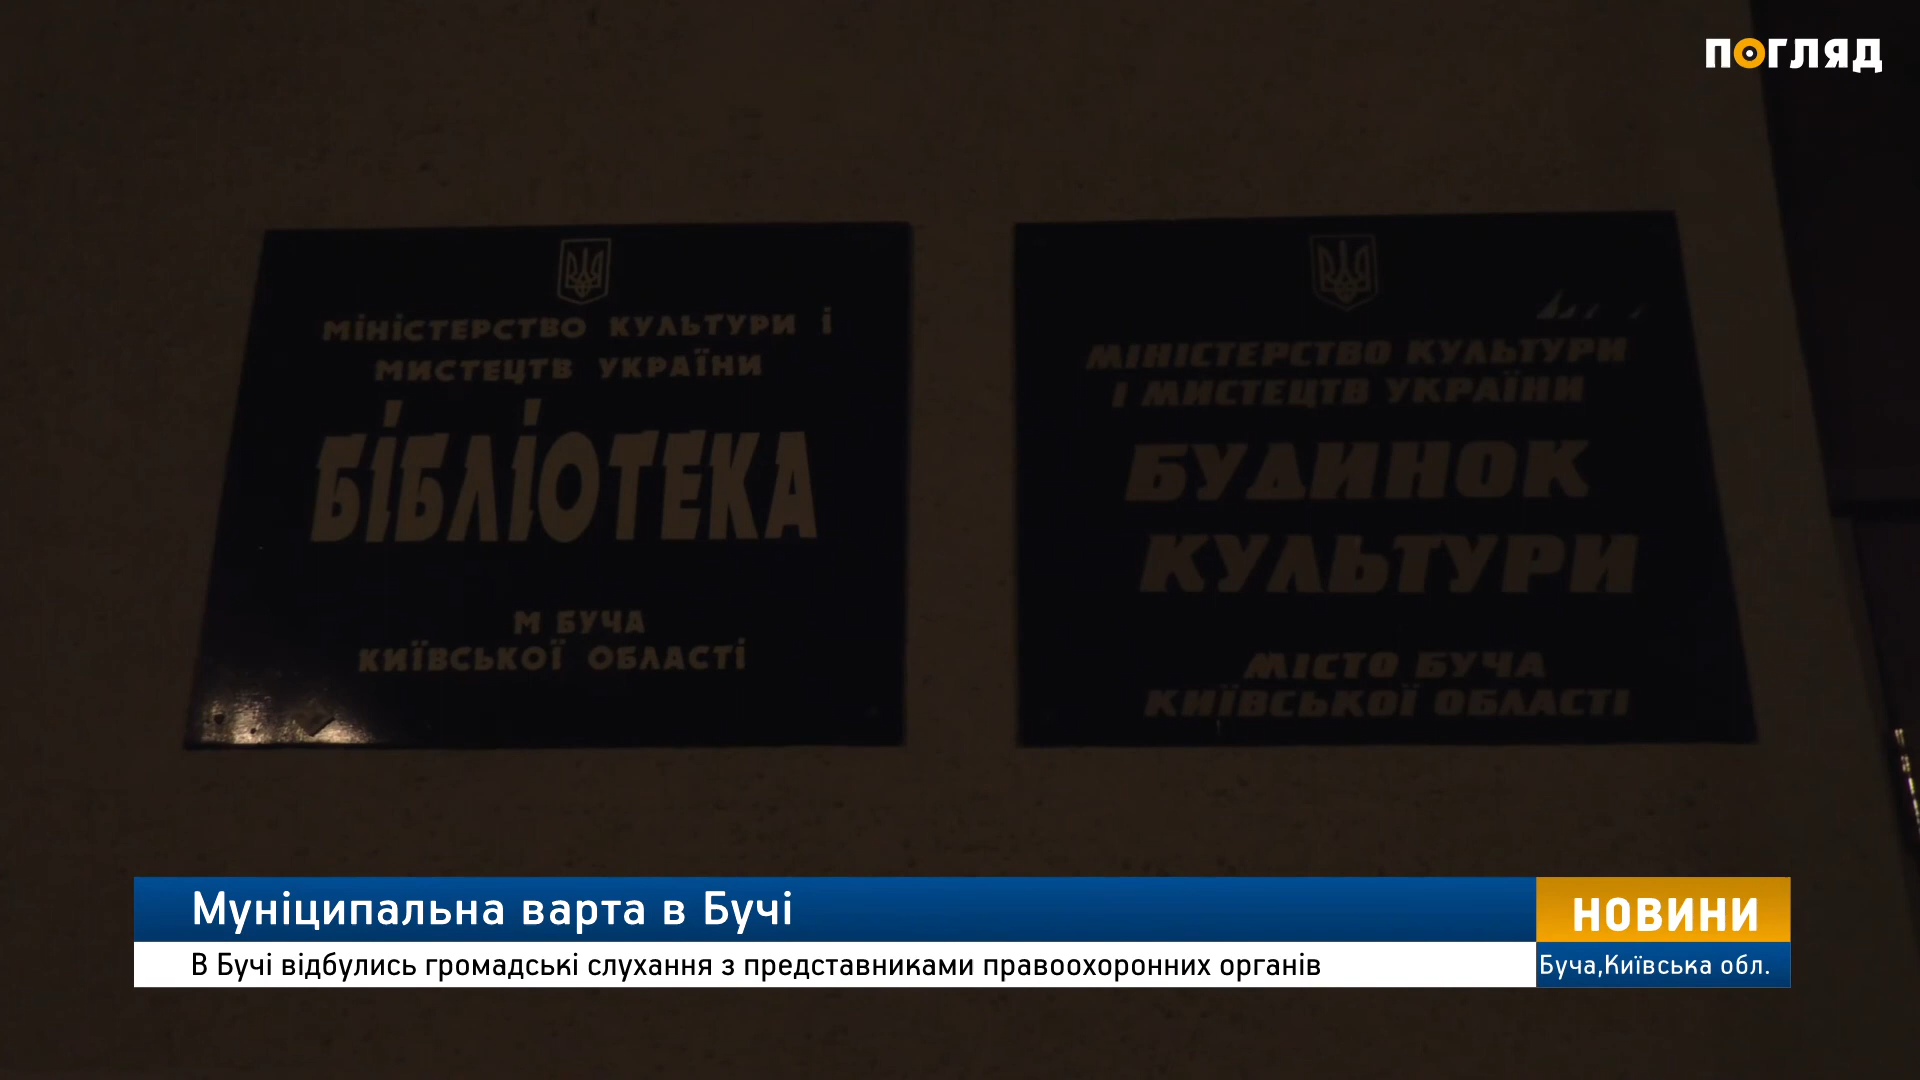 ПОГЛЯД
МІНІСТЕРСТВО КУЛЬТУРИ І
МИСТЕЦТВ УКРАЇНИ
БІБЛІОТЕКА
М БУЧА
КИЇВСЬКОЇ ОБЛАСТІ
МІНІСТЕРСТВО КУЛЬТУРИ
І МИСТЕЦТВ УКРАЇНИ
БУДИНОК
КУЛЬТУРИ
МІСТО БУЧА
КИЇВСЬКОЇ ОБЛАСТІ
Муніципальна варта в Бучі
НОВИНИ
В Бучі відбулись громадські слухання з представниками правоохоронних органів
Буча,Київська обл.